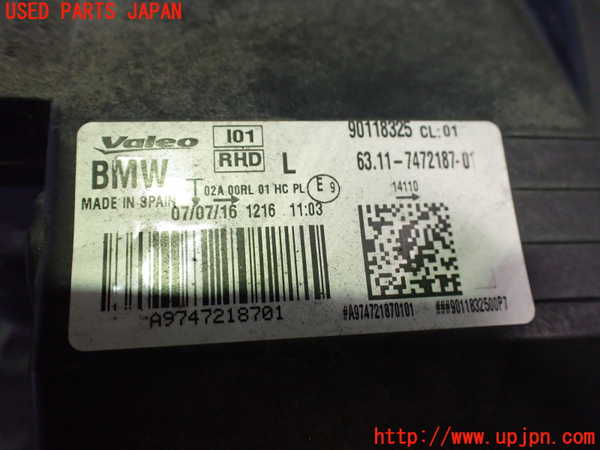 USED PARTS JAPAN
Valeo I01 90118325 CL:01
BMW RHD L 63.11-7472187-01
T 02A 00RL 01 HC PL E9 14110
MADE IN SPAIN
07/07/16 1216 11:03
A9747218701 #A974721870101 ###9011832500P7
http://www.upjpn.com/